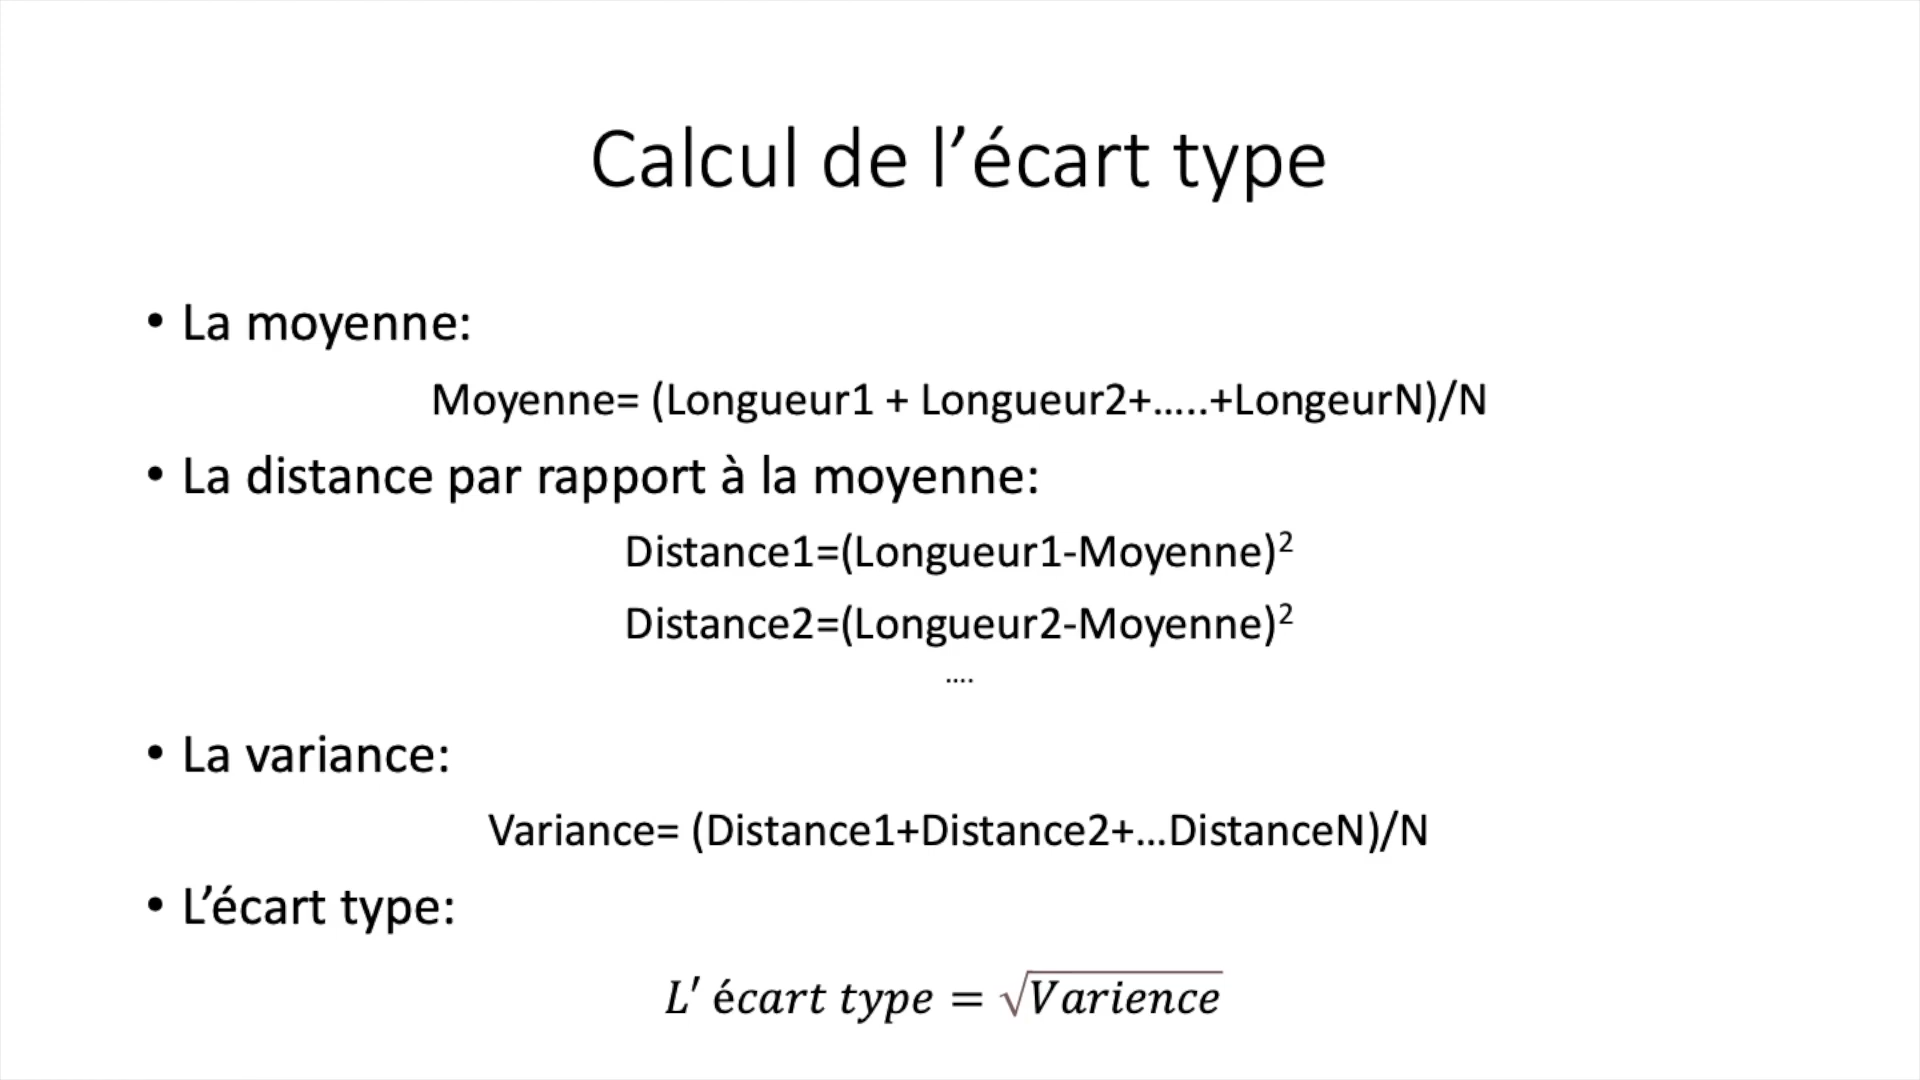 Calcul de l’écart type
• La moyenne:
Moyenne= (Longueur1 + Longueur2+…..+LongeurN)/N
• La distance par rapport à la moyenne:
Distance1=(Longueur1-Moyenne)²
Distance2=(Longueur2-Moyenne)²
….
• La variance:
Variance= (Distance1+Distance2+…DistanceN)/N
• L’écart type:
L′ écart type = √Varience